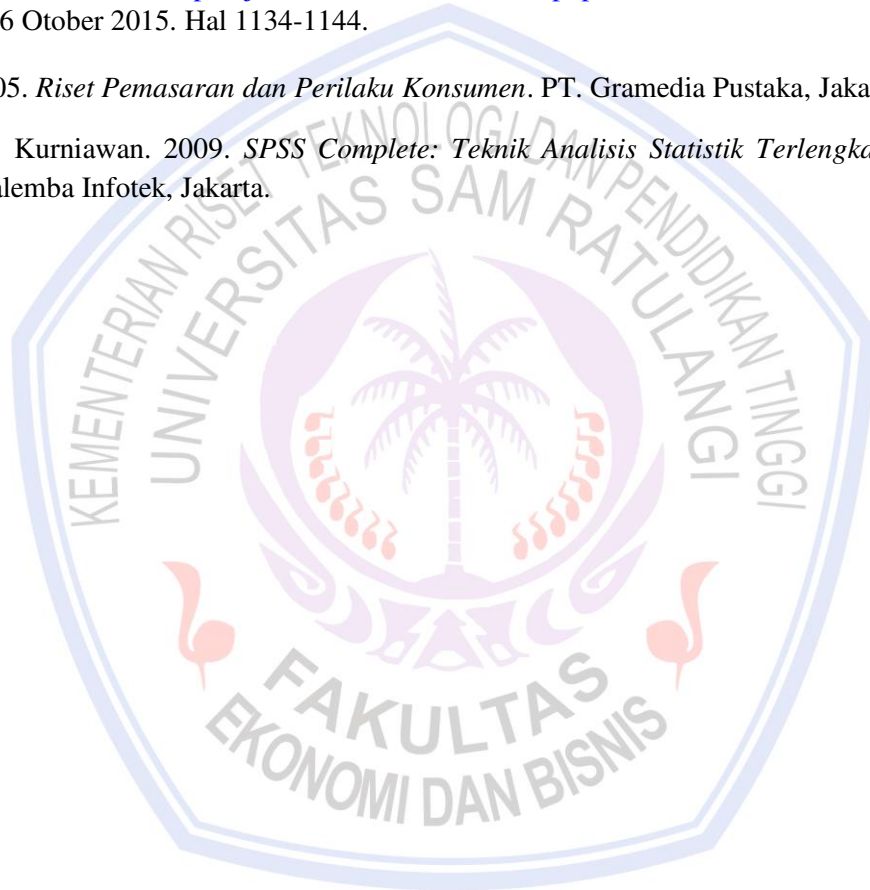 6 Otober 2015. Hal 1134-1144.
05. Riset Pemasaran dan Perilaku Konsumen. PT. Gramedia Pustaka, Jaka
Kurniawan. 2009. SPSS Complete: Teknik Analisis Statistik Terlengka
alemba Infotek, Jakarta.
KEMENTERIAN RISET TEKNOLOGI DAN PENDIDIKAN TINGGI
UNIVERSITAS SAM RATULANGI
FAKULTAS
EKONOMI DAN BISNIS